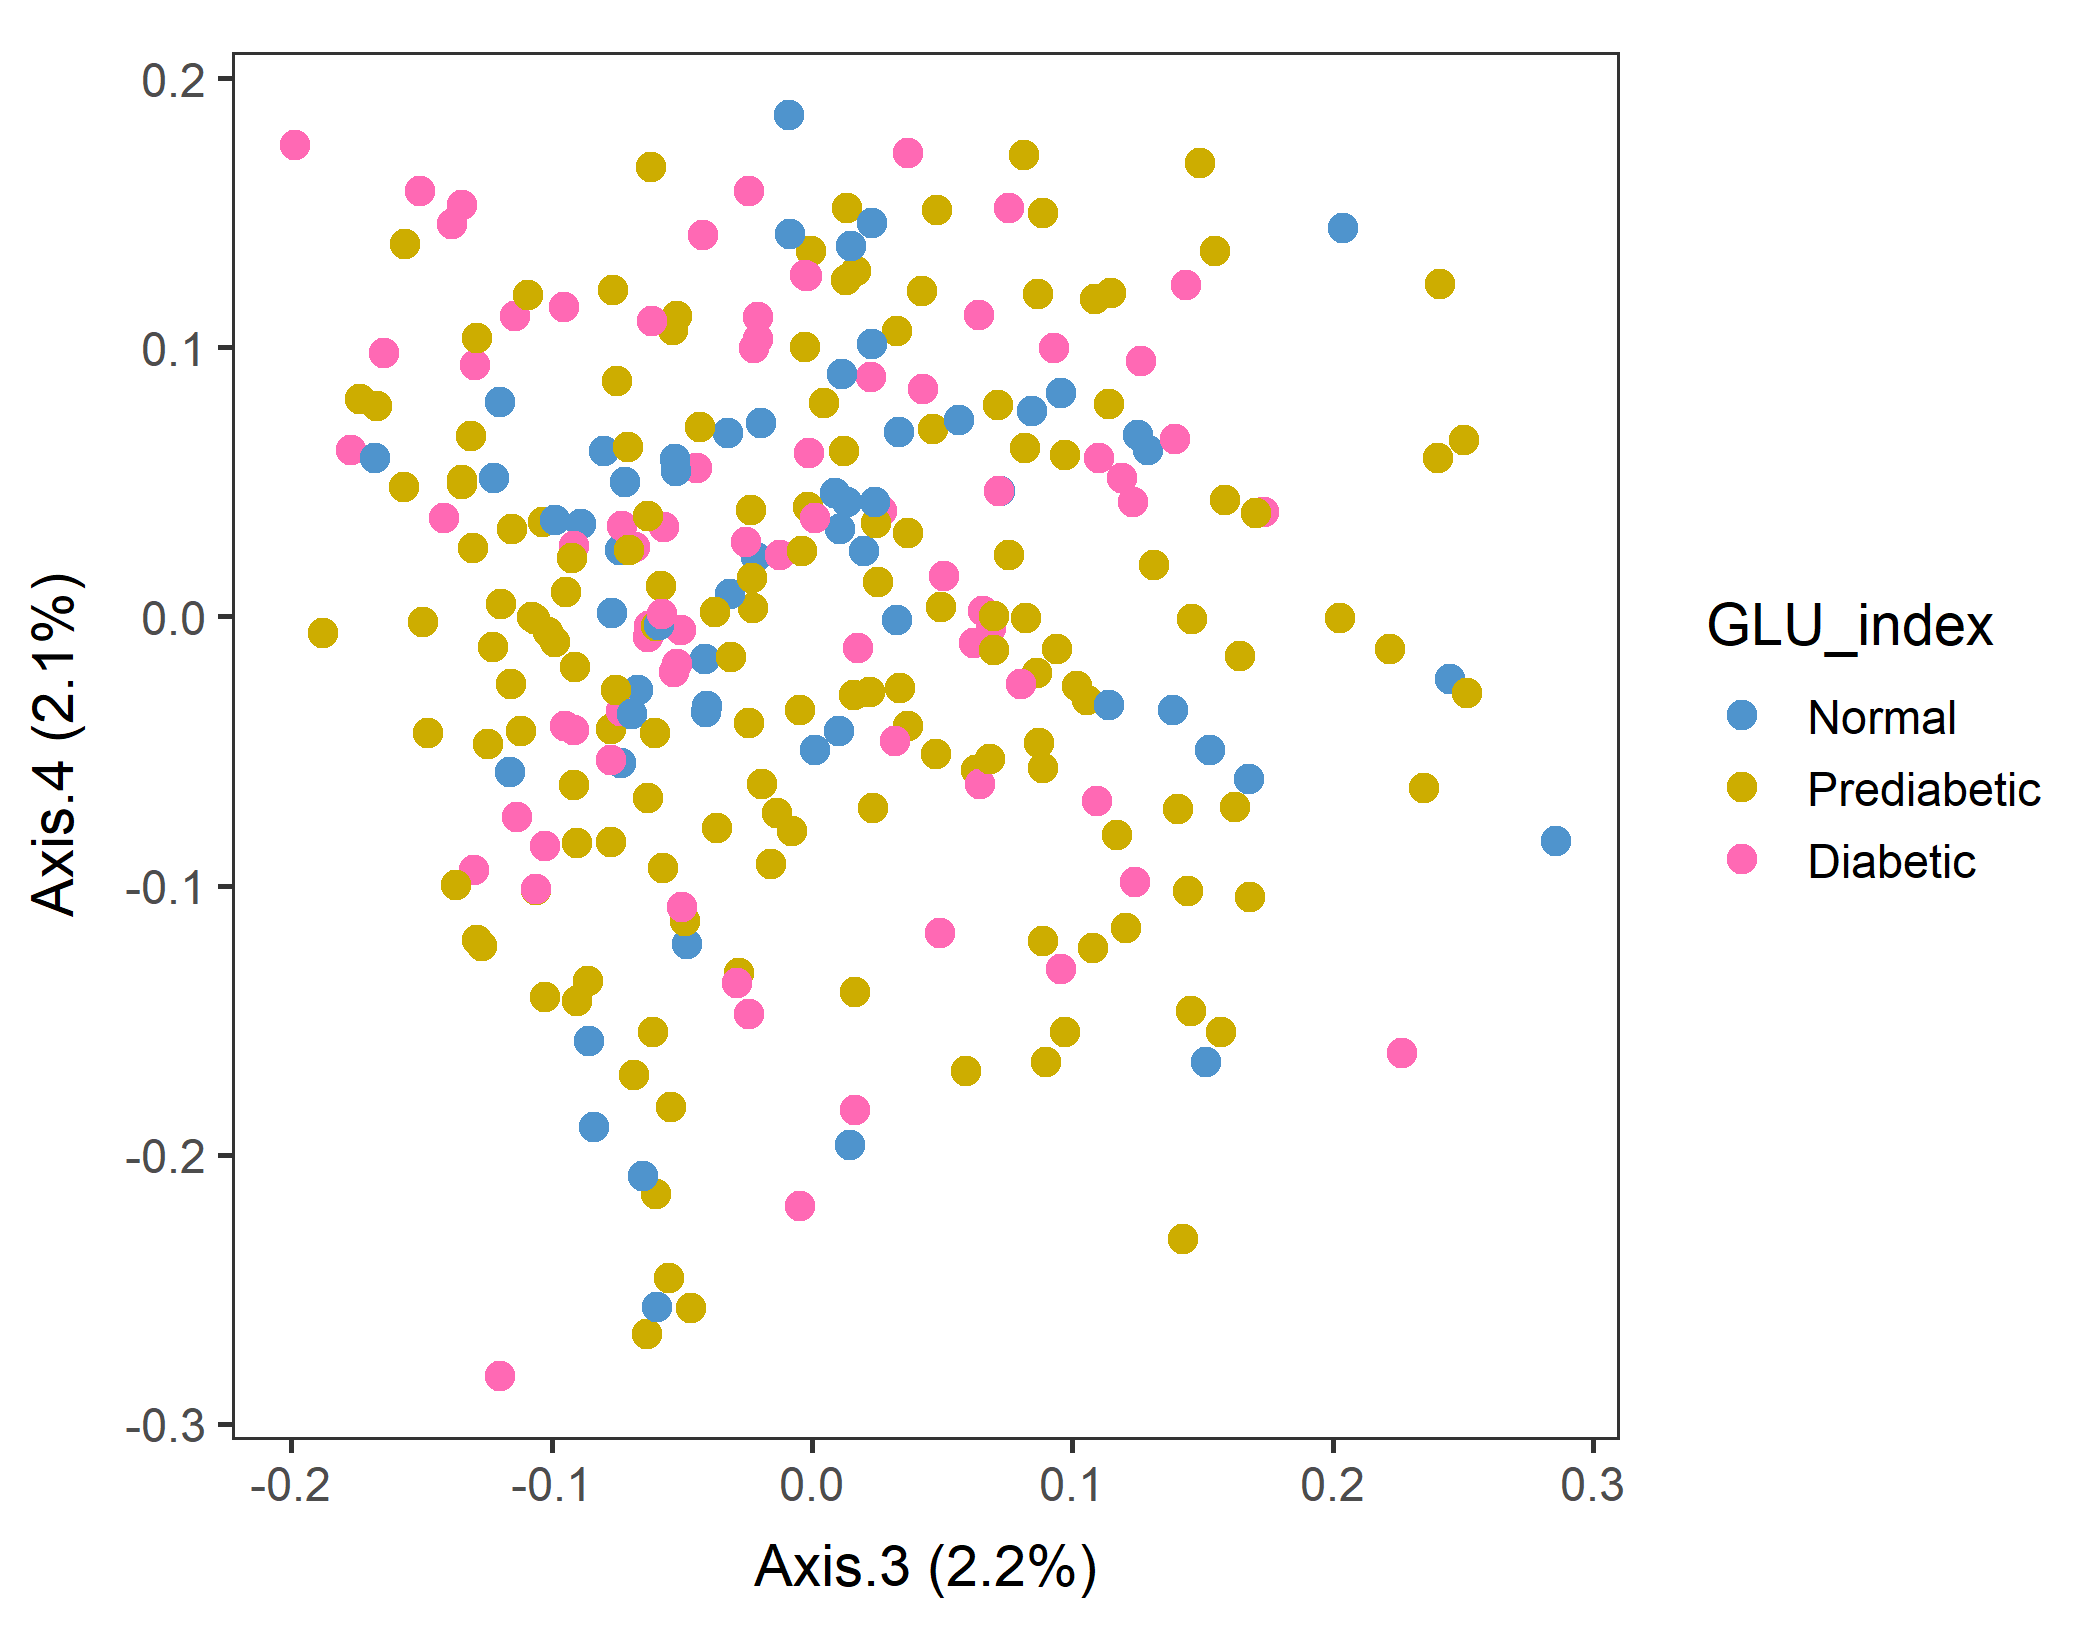 0.2
0.1
0.0
-0.1
-0.2
-0.3
Axis.4 (2.1%)
-0.2 -0.1 0.0 0.1 0.2 0.3
Axis.3 (2.2%)
GLU_index
Normal
Prediabetic
Diabetic